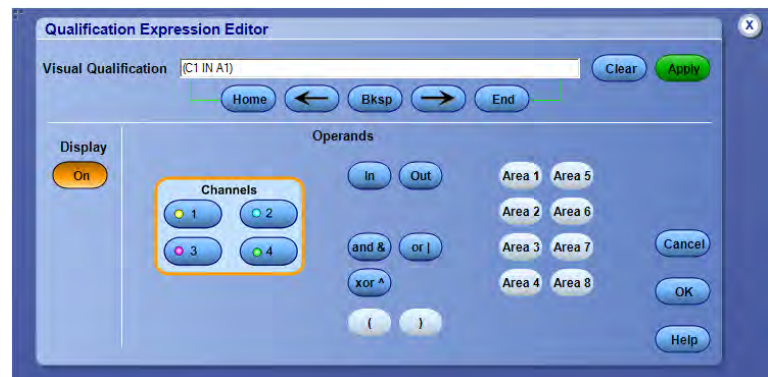 Qualification Expression Editor
X
Visual Qualification (C1 IN A1) Clear Apply
Home Bksp End
Display
On
Operands
Channels
1 2
3 4
In Out
and & or |
xor ^
( )
Area 1 Area 5
Area 2 Area 6
Area 3 Area 7
Area 4 Area 8
Cancel
OK
Help